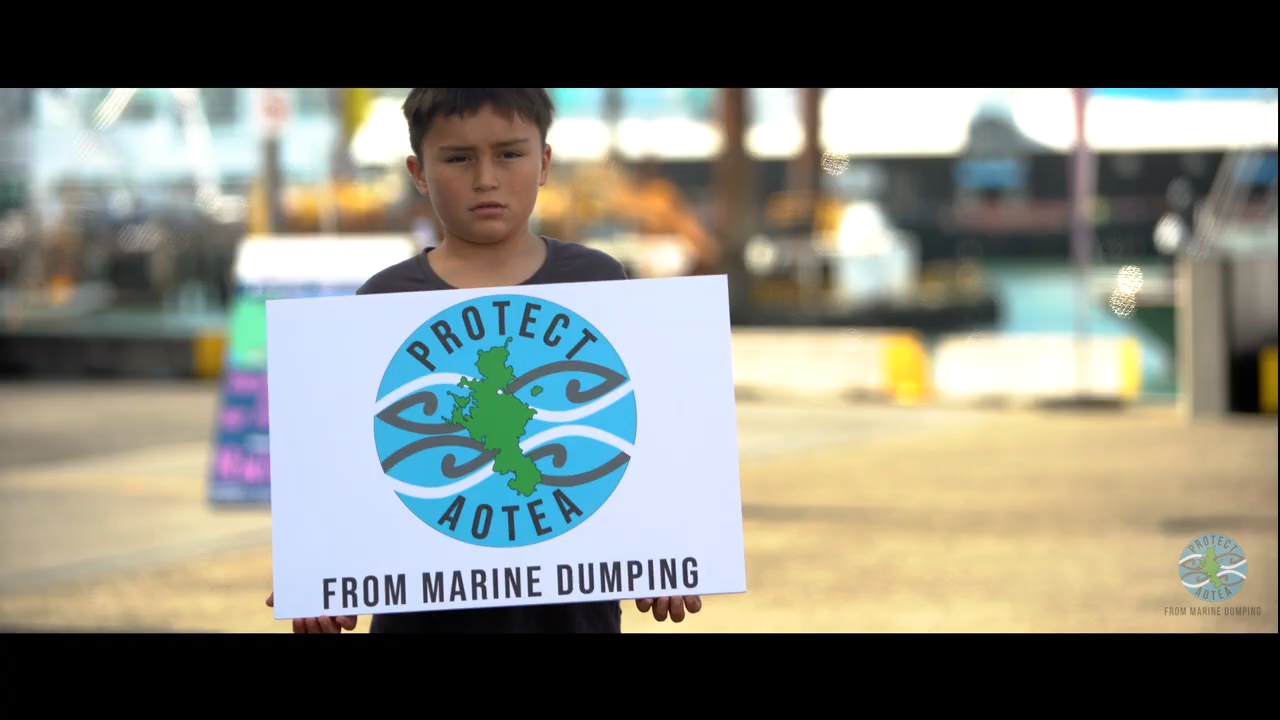 PROTECT
AOTEA
FROM MARINE DUMPING
PROTECT
AOTEA
FROM MARINE DUMPING